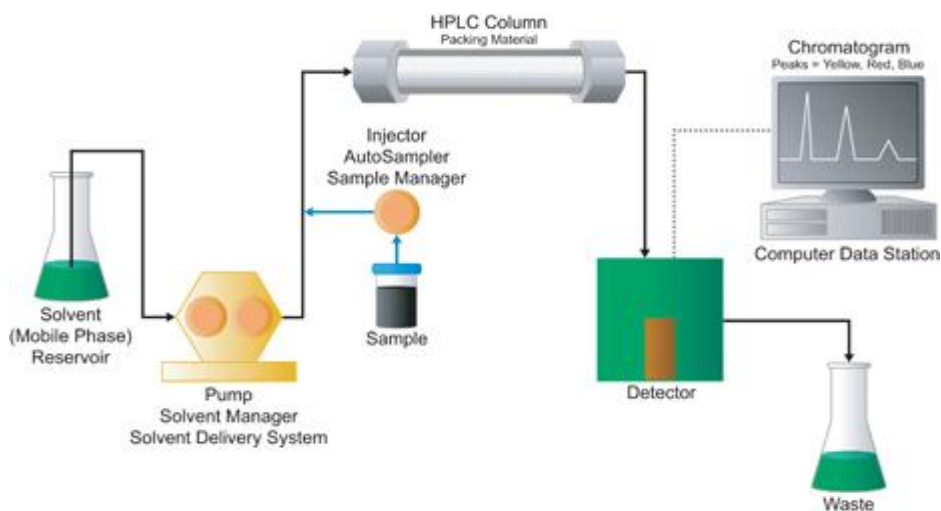 HPLC Column
Packing Material
Chromatogram
Peaks = Yellow, Red, Blue
Injector
AutoSampler
Sample Manager
Computer Data Station
Solvent
(Mobile Phase)
Reservoir
Sample
Pump
Solvent Manager
Solvent Delivery System
Detector
Waste